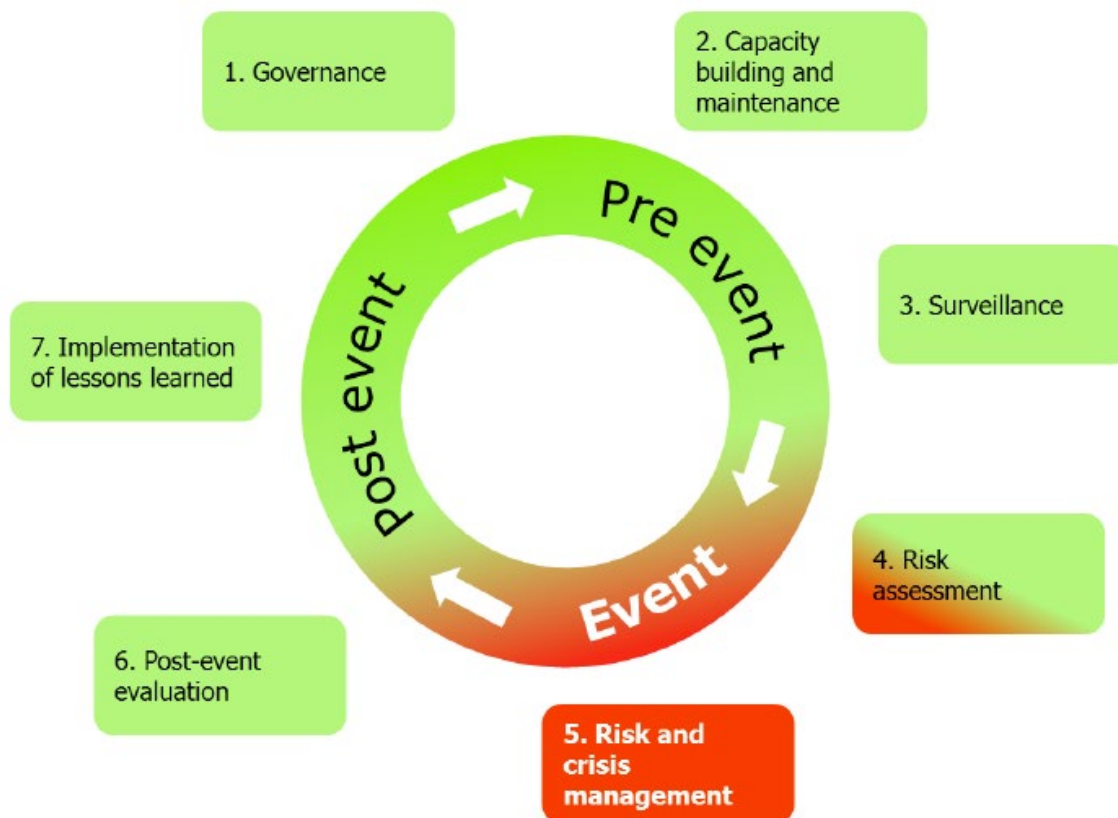 1. Governance
2. Capacity
building and
maintenance
Pre event
3. Surveillance
Post event
7. Implementation
of lessons learned
4. Risk
assessment
Event
6. Post-event
evaluation
5. Risk and
crisis
management